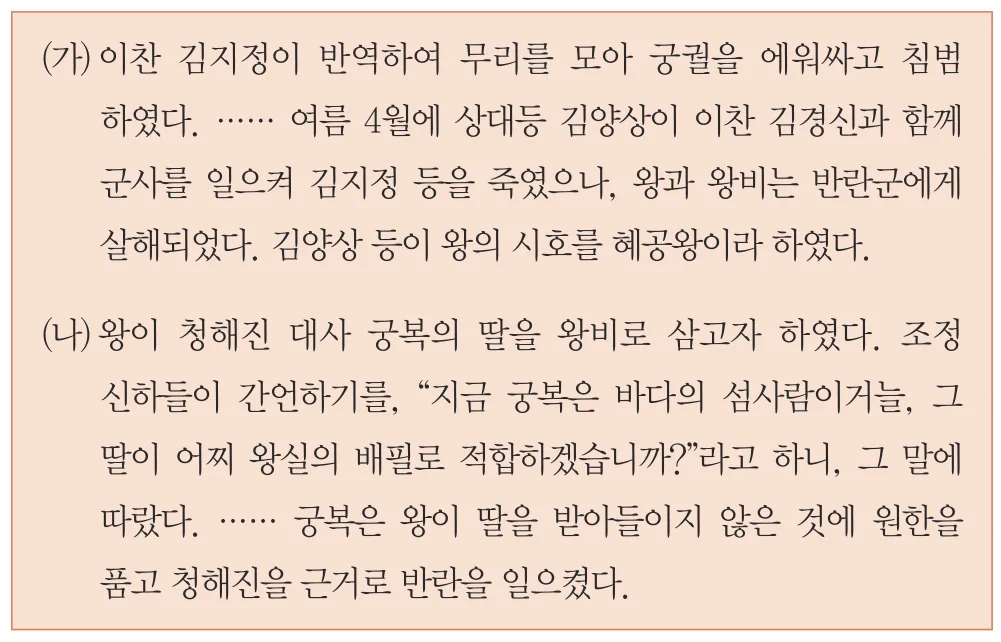 (가) 이찬 김지정이 반역하여 무리를 모아 궁궐을 에워싸고 침범
하였다. …… 여름 4월에 상대등 김양상이 이찬 김경신과 함께
군사를 일으켜 김지정 등을 죽였으나, 왕과 왕비는 반란군에게
살해되었다. 김양상 등이 왕의 시호를 혜공왕이라 하였다.
(나) 왕이 청해진 대사 궁복의 딸을 왕비로 삼고자 하였다. 조정
신하들이 간언하기를, “지금 궁복은 바다의 섬사람이거늘, 그
딸이 어찌 왕실의 배필로 적합하겠습니까?”라고 하니, 그 말에
따랐다. …… 궁복은 왕이 딸을 받아들이지 않은 것에 원한을
품고 청해진을 근거로 반란을 일으켰다.